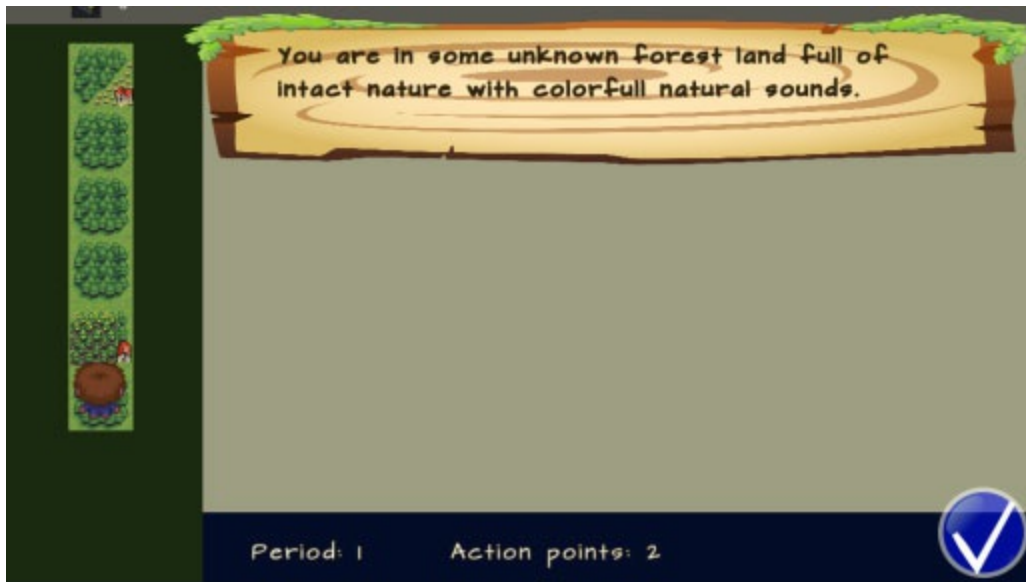 You are in some unknown forest land full of
intact nature with colorfull natural sounds.
Period: 1 Action points: 2